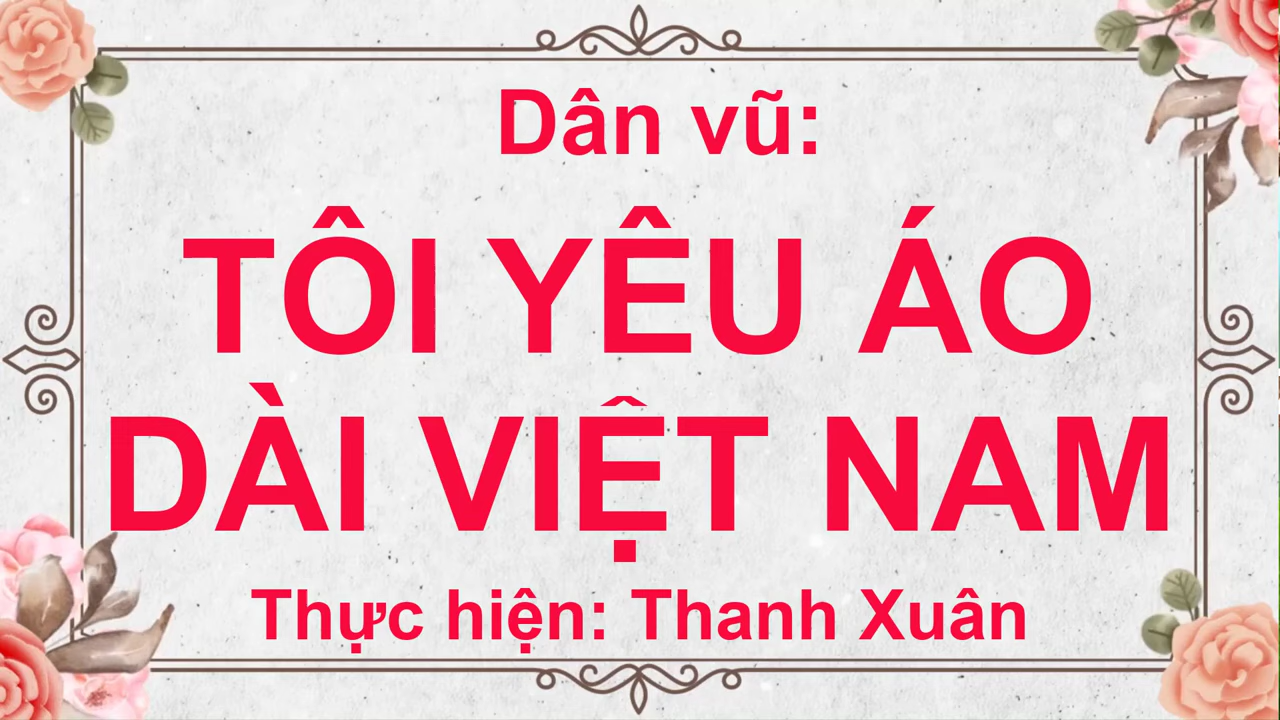 Dân vũ:
TÔI YÊU ÁO
DÀI VIỆT NAM
Thực hiện: Thanh Xuân